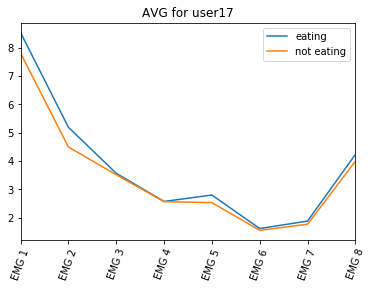 AVG for user17
eating
not eating
8
7
6
5
4
3
2
EMG 1
EMG 2
EMG 3
EMG 4
EMG 5
EMG 6
EMG 7
EMG 8